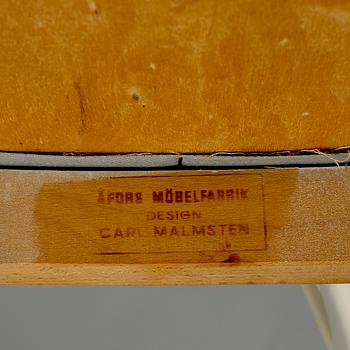 ÅFORS MÖBELFABRIK
DESIGN
CARL MALMSTEN